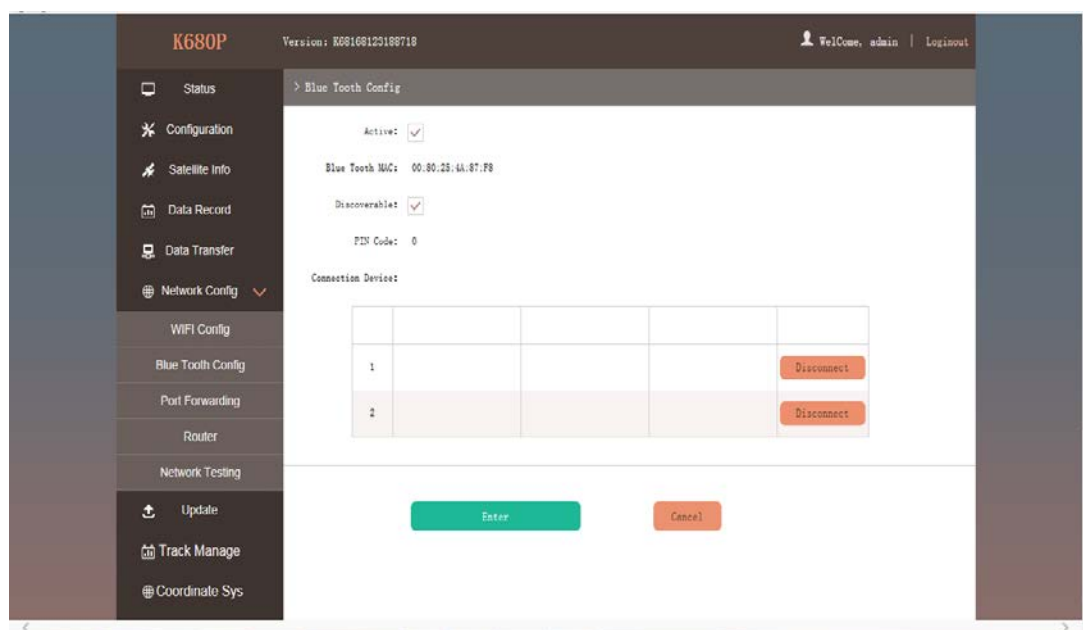 K680P
Version: K68168123188718
WelCome, admin | Loginout
Status
Configuration
Satellite Info
Data Record
Data Transfer
Network Config
WIFI Config
Blue Tooth Config
Port Forwarding
Router
Network Testing
Update
Track Manage
Coordinate Sys
> Blue Tooth Config
Active:
Blue Tooth MAC: 00:80:25:4A:87:F8
Discoverable:
PIN Code: 0
Connection Device:
1 Disconnect
2 Disconnect
Enter Cancel